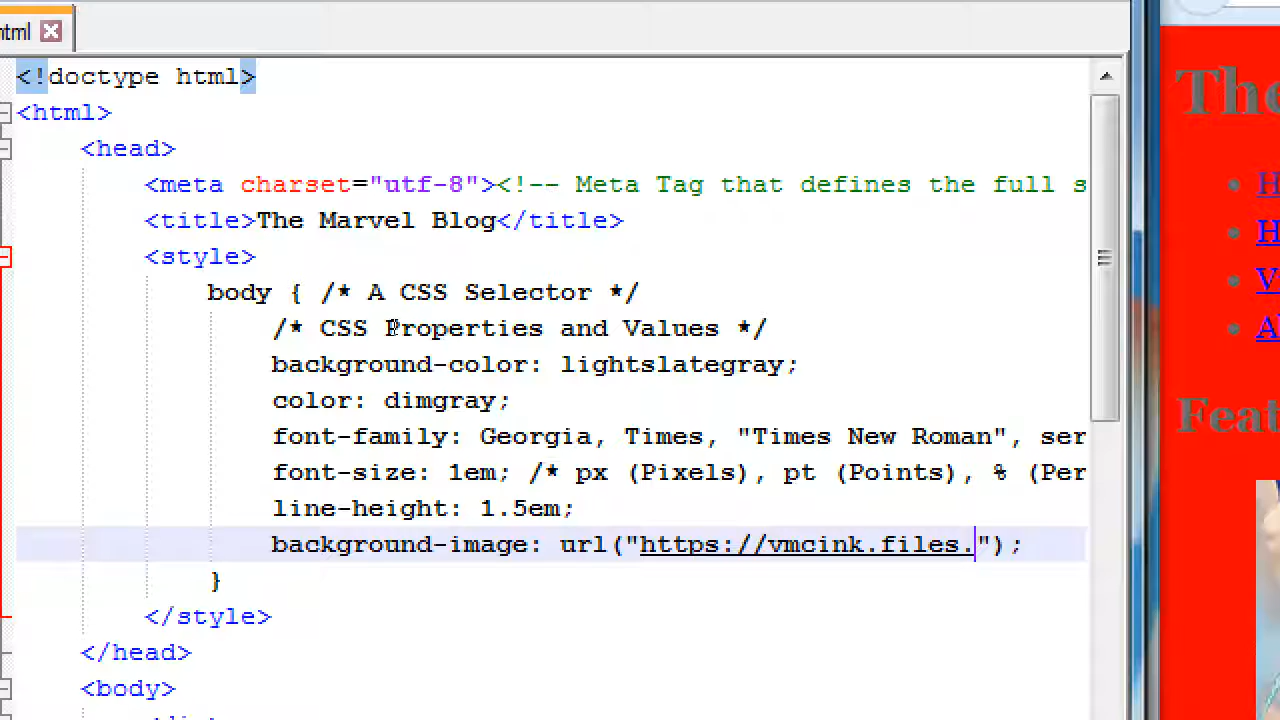 html
<!doctype html>
<html>
<head>
<meta charset="utf-8"><!-- Meta Tag that defines the full s
<title>The Marvel Blog</title>
<style>
body { /* A CSS Selector */
/* CSS Properties and Values */
background-color: lightslategray;
color: dimgray;
font-family: Georgia, Times, "Times New Roman", ser
font-size: 1em; /* px (Pixels), pt (Points), % (Per
line-height: 1.5em;
background-image: url("https://vmcink.files.");
}
</style>
</head>
<body>
The
H
H
V
Al
Feat